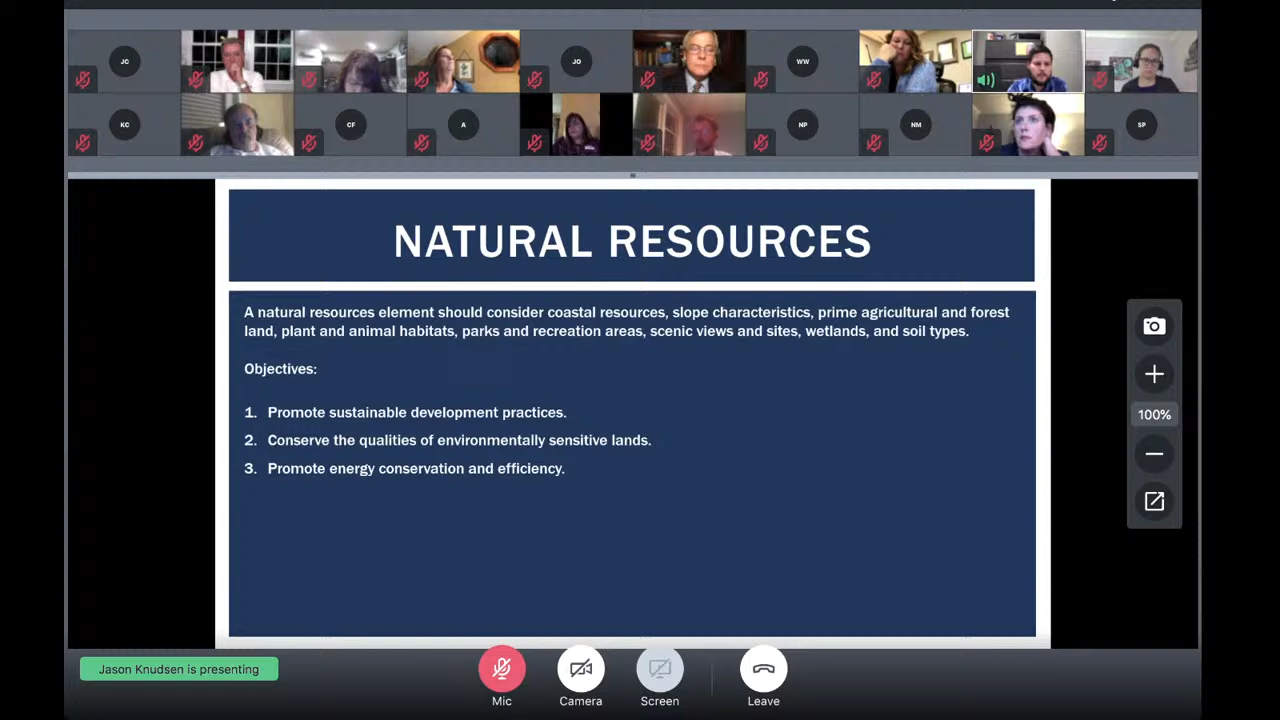 JC
JO
WW
KC
CF
A
NP
NM
SP
NATURAL RESOURCES
A natural resources element should consider coastal resources, slope characteristics, prime agricultural and forest
land, plant and animal habitats, parks and recreation areas, scenic views and sites, wetlands, and soil types.
Objectives:
1. Promote sustainable development practices.
2. Conserve the qualities of environmentally sensitive lands.
3. Promote energy conservation and efficiency.
100%
Jason Knudsen is presenting
Mic
Camera
Screen
Leave